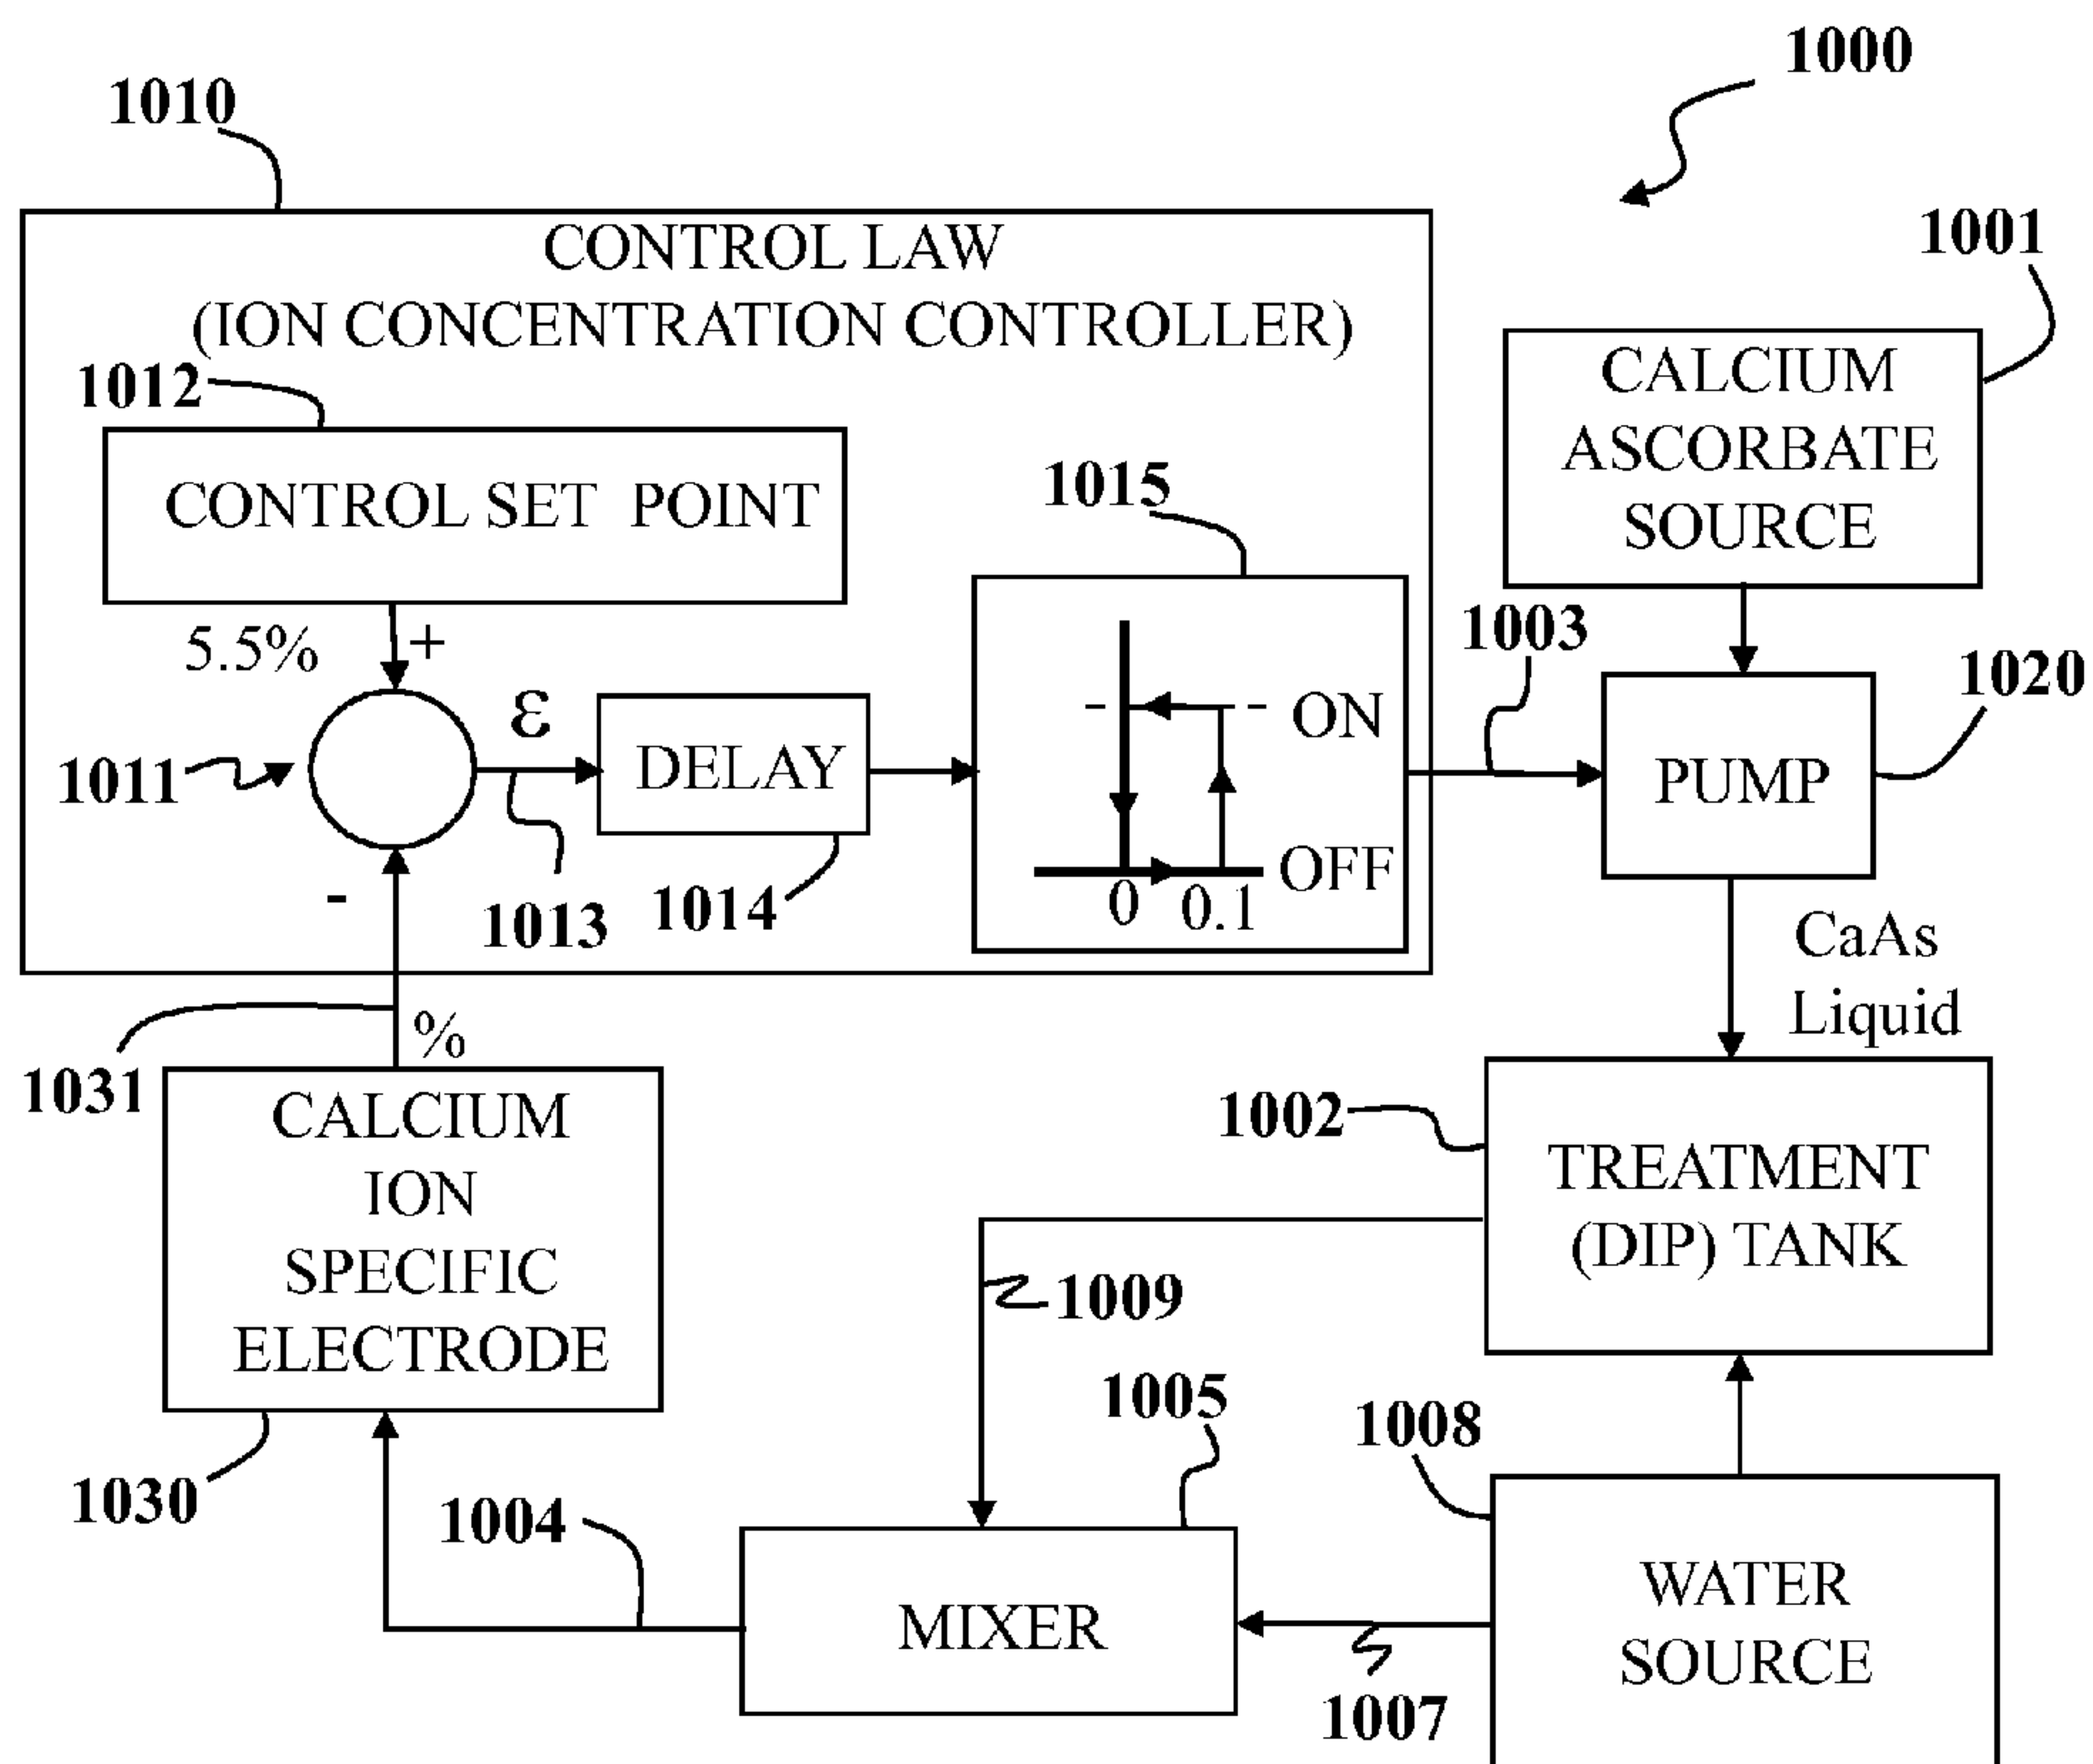 1000
1010
1001
CONTROL LAW
(ION CONCENTRATION CONTROLLER)
1012
CONTROL SET POINT
CALCIUM
ASCORBATE
SOURCE
1015
1003
5.5%
+
ε
ON
1020
1011
DELAY
PUMP
OFF
-
1013
1014
0
0.1
CaAs
Liquid
1031
%
CALCIUM
ION
SPECIFIC
ELECTRODE
1002
TREATMENT
(DIP) TANK
1009
1005
1008
1030
1004
MIXER
WATER
SOURCE
1007